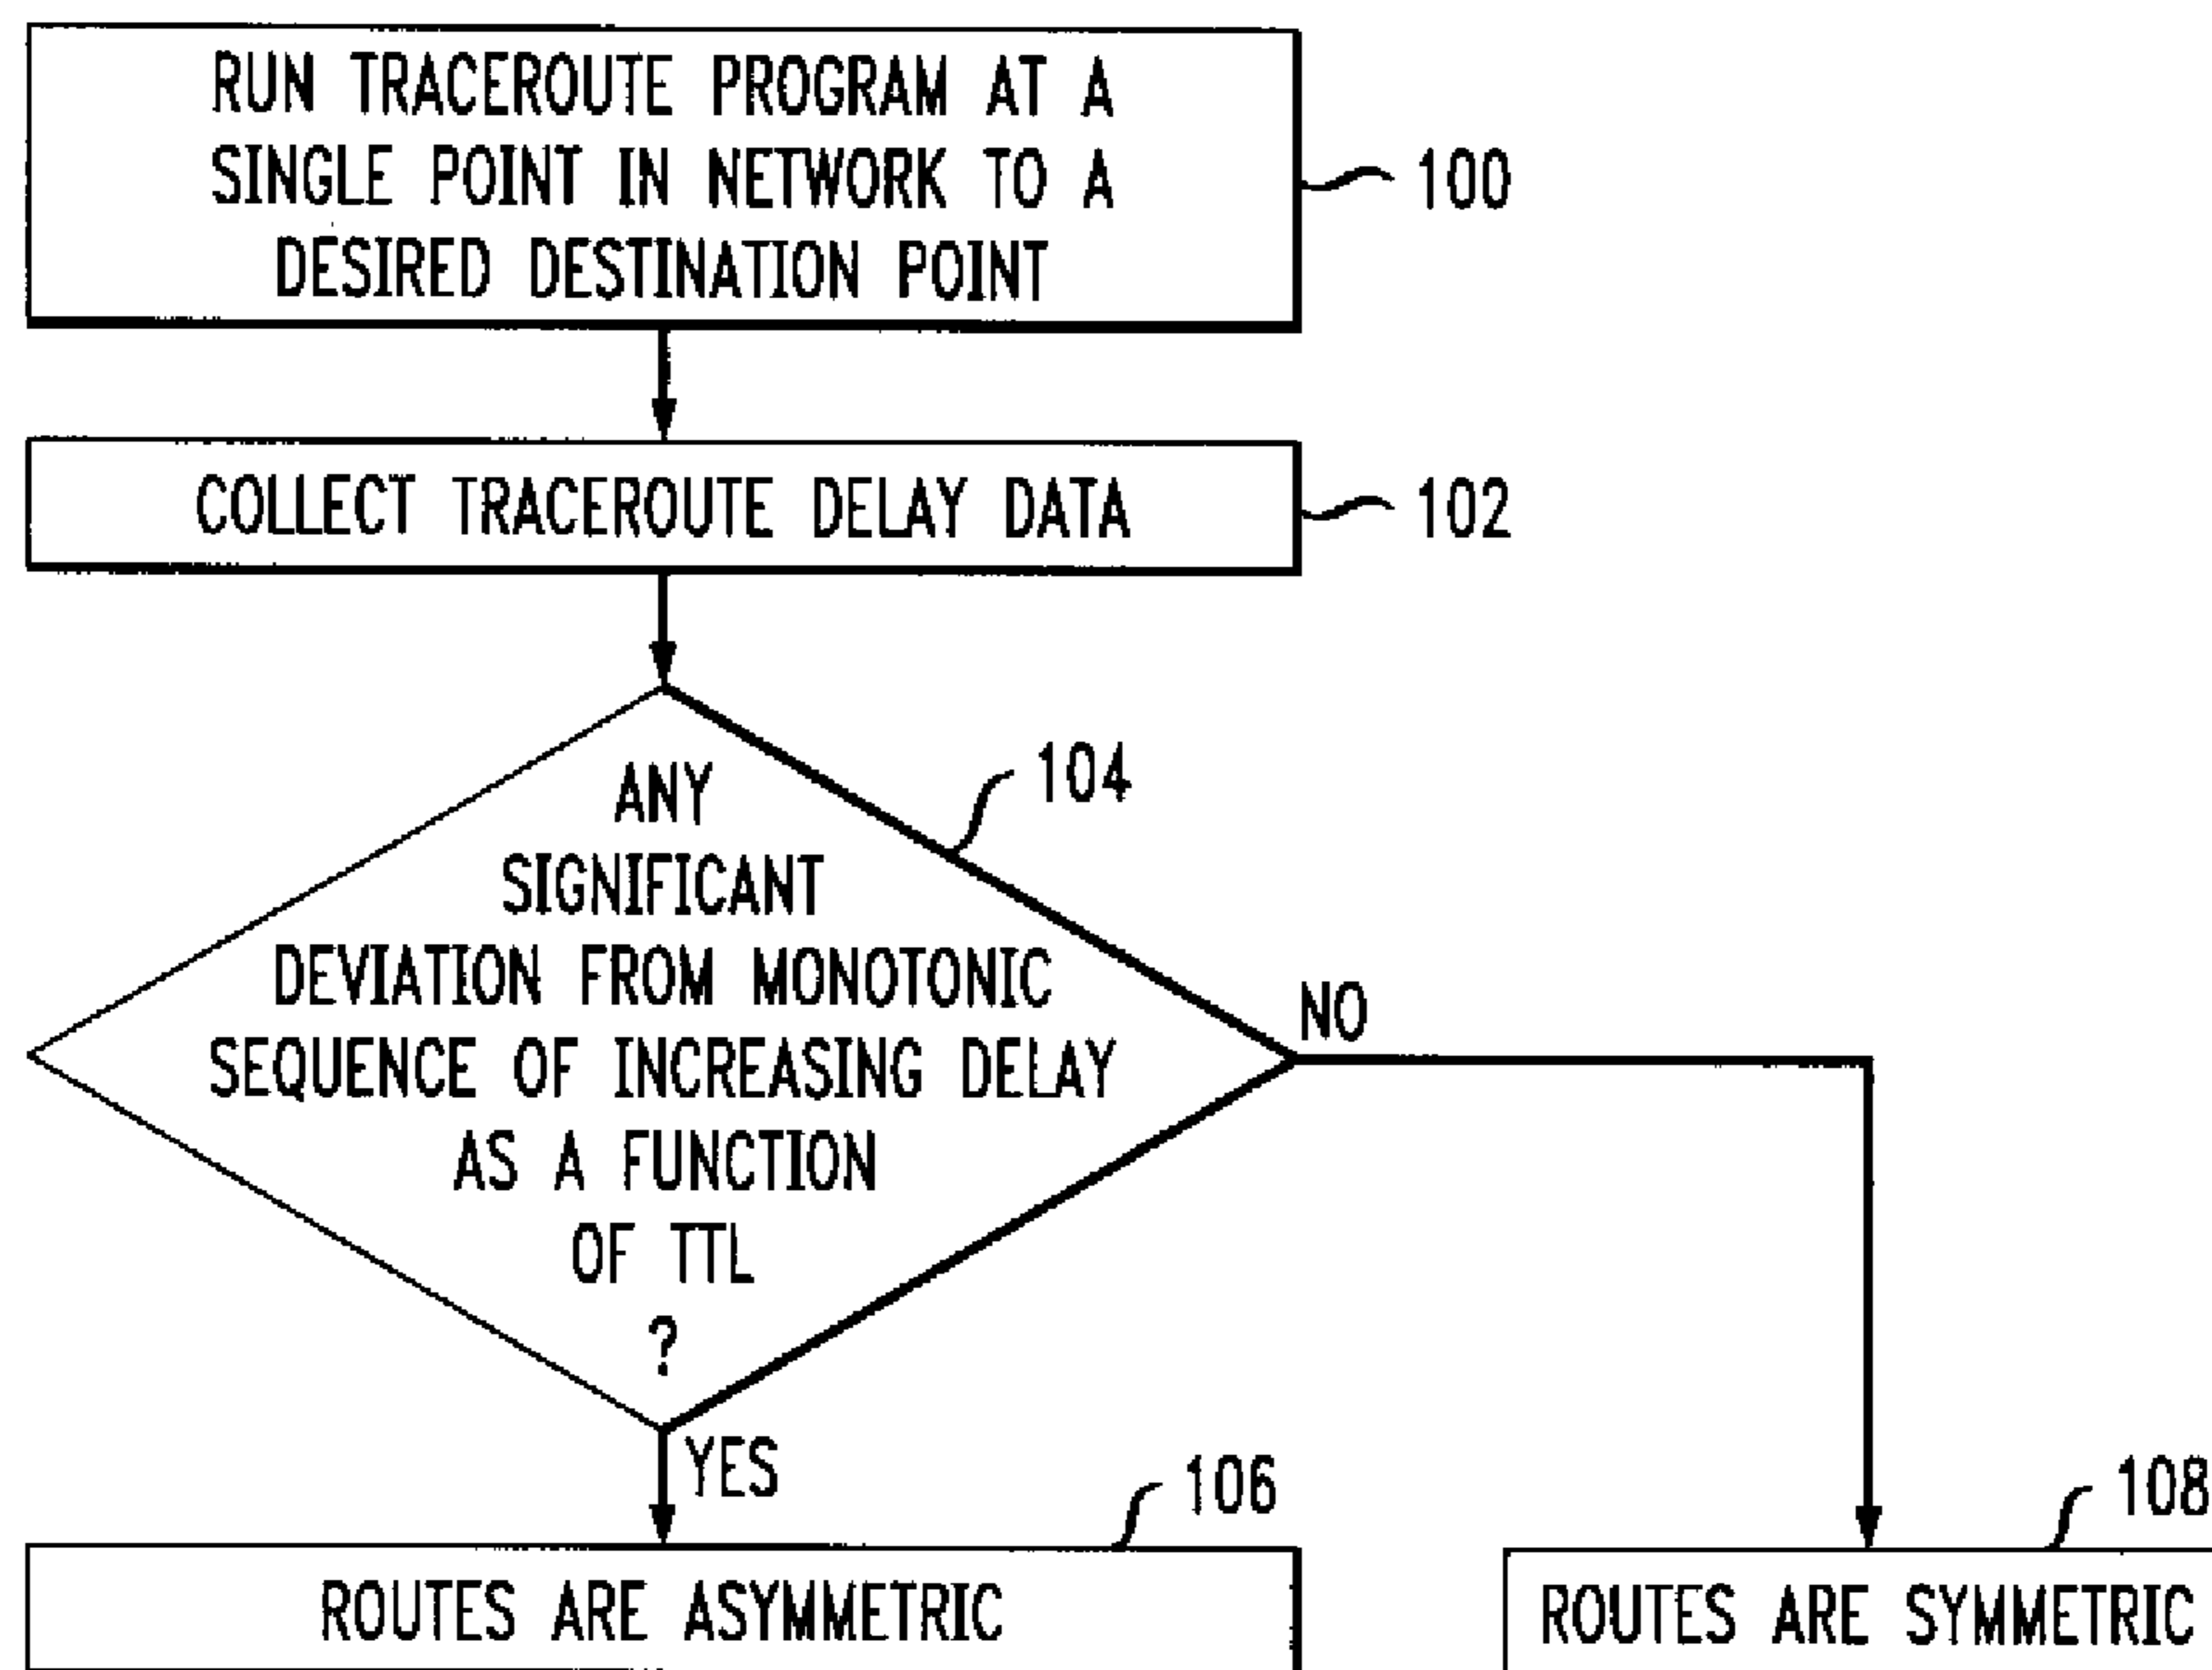 RUN TRACEROUTE PROGRAM AT A
SINGLE POINT IN NETWORK TO A
DESIRED DESTINATION POINT
100
COLLECT TRACEROUTE DELAY DATA
102
ANY
SIGNIFICANT
DEVIATION FROM MONOTONIC
SEQUENCE OF INCREASING DELAY
AS A FUNCTION
OF TTL
?
104
NO
YES
106
108
ROUTES ARE ASYMMETRIC
ROUTES ARE SYMMETRIC